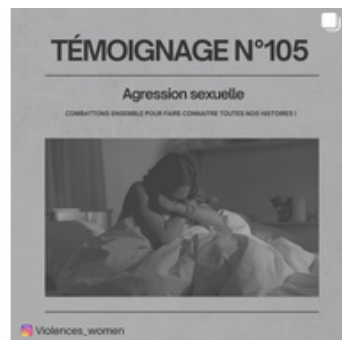 TÉMOIGNAGE N°105
Agression sexuelle
COMBATTONS ENSEMBLE POUR FAIRE CONNAITRE TOUTES NOS HISTOIRES !
Violences_women